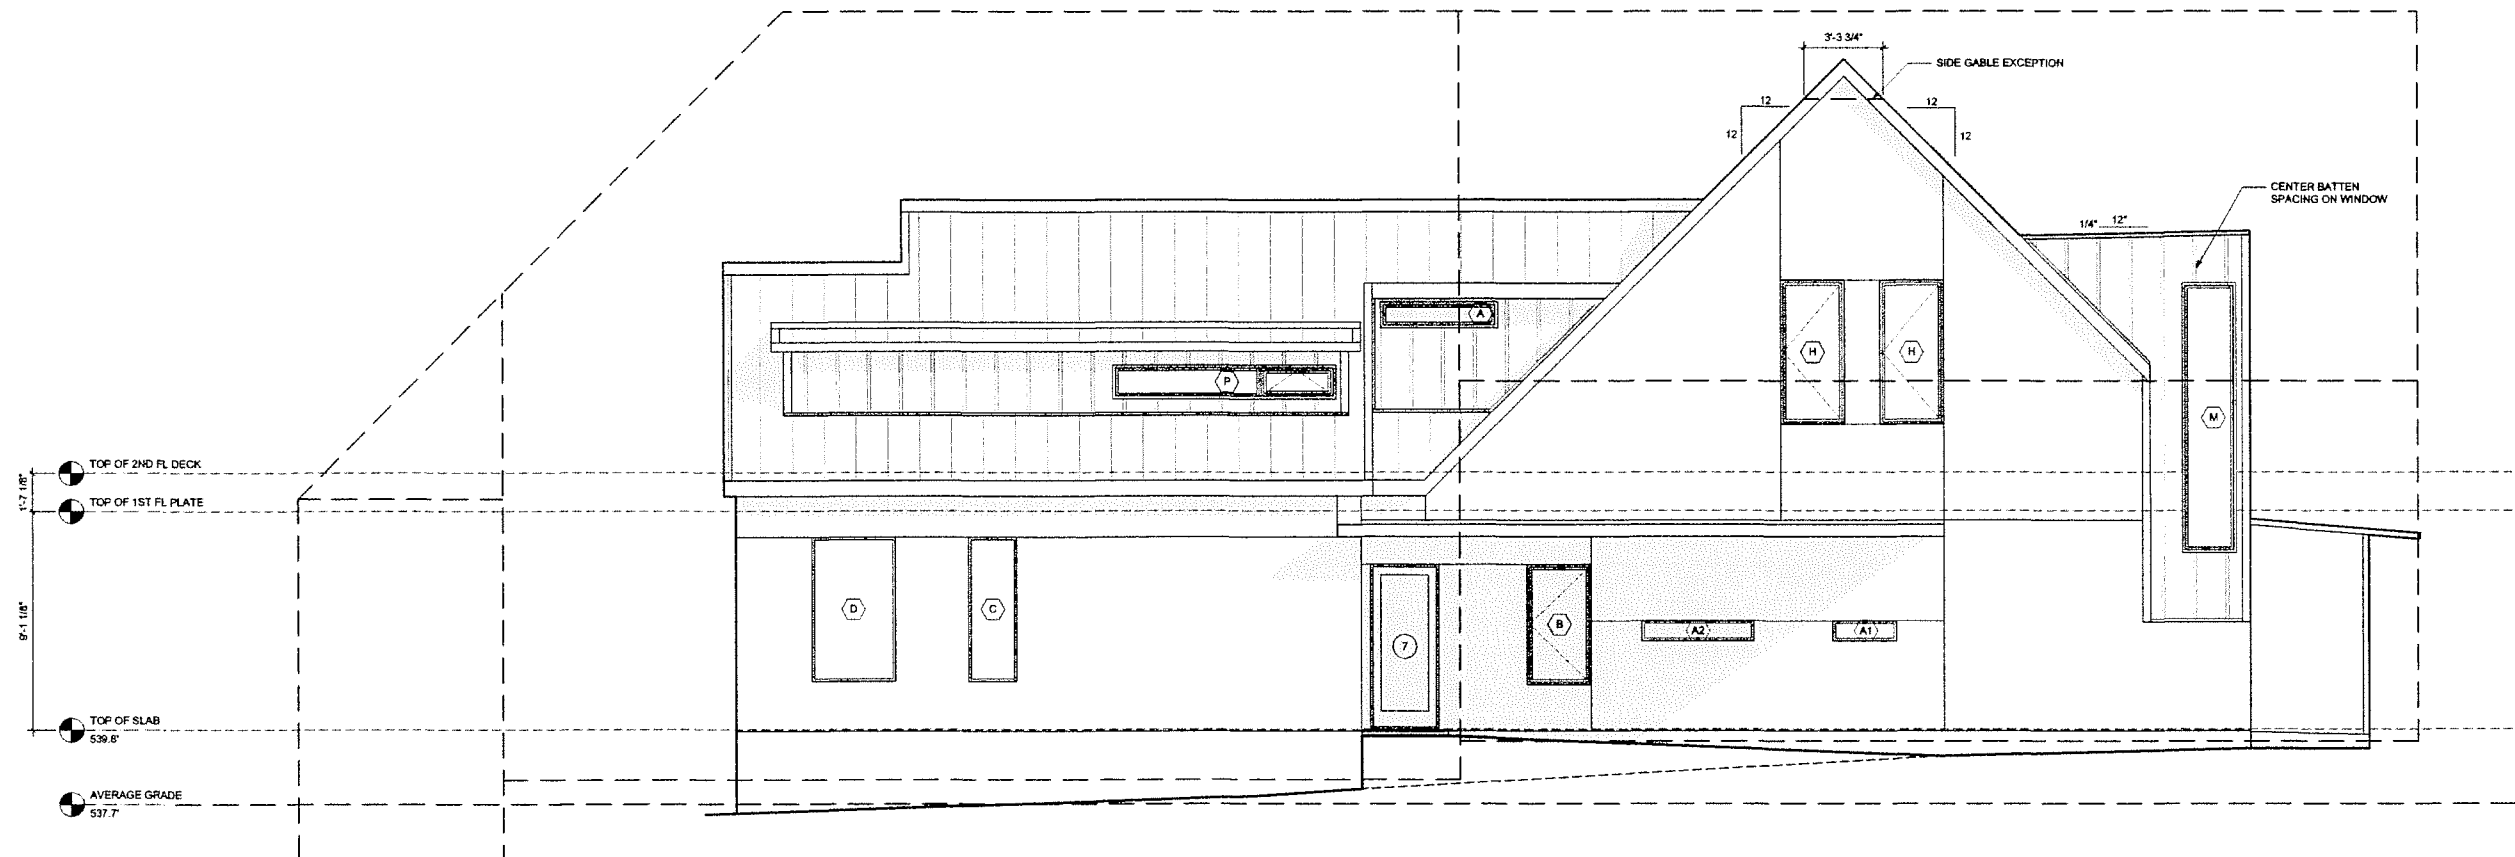 3'-3 3/4"
SIDE GABLE EXCEPTION
12
12
12
12
CENTER BATTEN
SPACING ON WINDOW
1/4"
12"
A
H
H
P
M
TOP OF 2ND FL DECK
1'-7 1/8"
TOP OF 1ST FL PLATE
9'-1 1/8"
D
C
B
A2
A1
7
TOP OF SLAB
539.8'
AVERAGE GRADE
537.7'